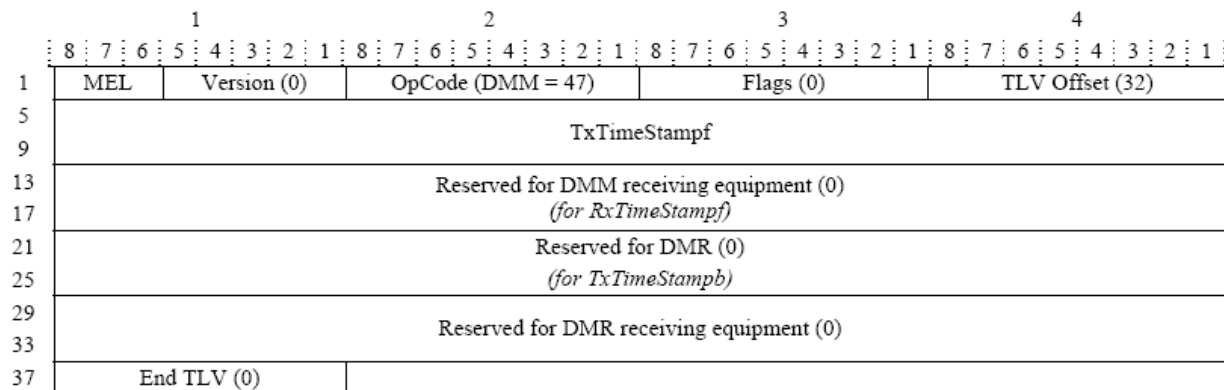 1 2 3 4
8 7 6 5 4 3 2 1 8 7 6 5 4 3 2 1 8 7 6 5 4 3 2 1 8 7 6 5 4 3 2 1
1 MEL Version (0) OpCode (DMM = 47) Flags (0) TLV Offset (32)
5
TxTimeStampf
9
13 Reserved for DMM receiving equipment (0)
17 (for RxTimeStampf)
21 Reserved for DMR (0)
25 (for TxTimeStampb)
29
Reserved for DMR receiving equipment (0)
33
37 End TLV (0)